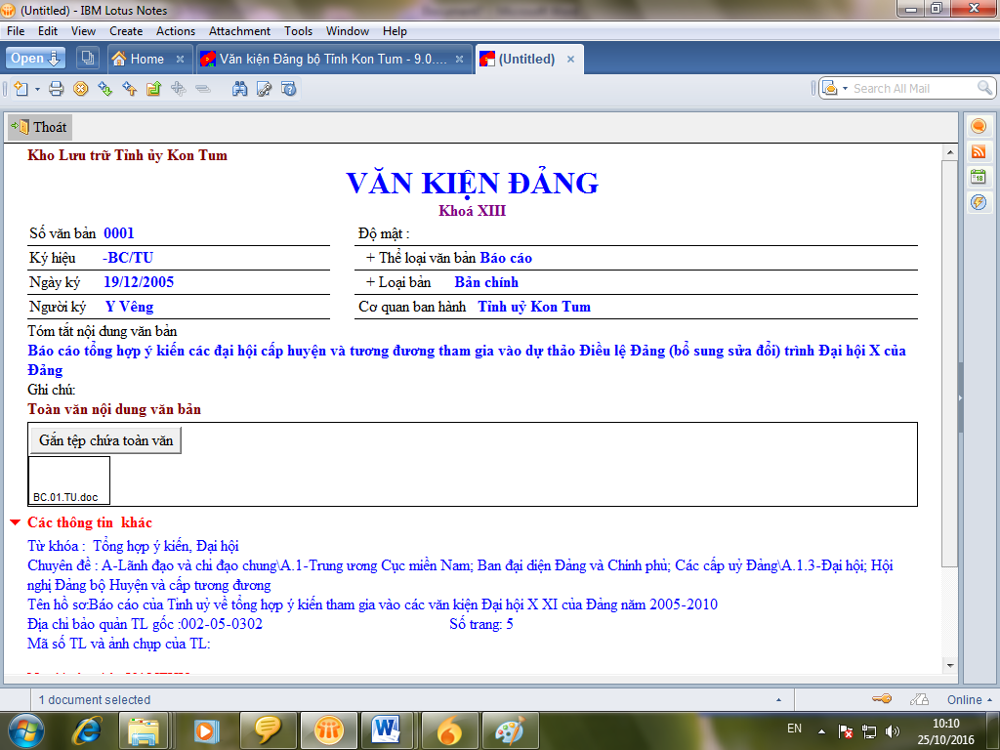 (Untitled) - IBM Lotus Notes
File Edit View Create Actions Attachment Tools Window Help
Open Home Văn kiện Đảng bộ Tỉnh Kon Tum - 9.0.... (Untitled)
Search All Mail
Thoát
Kho Lưu trữ Tỉnh ủy Kon Tum
VĂN KIỆN ĐẢNG
Khoá XIII
Số văn bản 0001 Độ mật :
Ký hiệu -BC/TU + Thể loại văn bản Báo cáo
Ngày ký 19/12/2005 + Loại bản Bản chính
Người ký Y Vêng Cơ quan ban hành Tỉnh uỷ Kon Tum
Tóm tắt nội dung văn bản
Báo cáo tổng hợp ý kiến các đại hội cấp huyện và tương đương tham gia vào dự thảo Điều lệ Đảng (bổ sung sửa đổi) trình Đại hội X của
Đảng
Ghi chú:
Toàn văn nội dung văn bản
Gắn tệp chứa toàn văn
BC.01.TU.doc
Các thông tin khác
Từ khóa : Tổng hợp ý kiến, Đại hội
Chuyên đề : A-Lãnh đạo và chỉ đạo chung\A.1-Trung ương Cục miền Nam; Ban đại diện Đảng và Chính phủ; Các cấp uỷ Đảng\A.1.3-Đại hội; Hội
nghị Đảng bộ Huyện và cấp tương đương
Tên hồ sơ:Báo cáo của Tỉnh uỷ về tổng hợp ý kiến tham gia vào các văn kiện Đại hội X XI của Đảng năm 2005-2010
Địa chỉ bảo quản TL gốc :002-05-0302 Số trang: 5
Mã số TL và ảnh chụp của TL:
1 document selected Online
EN 10:10
25/10/2016